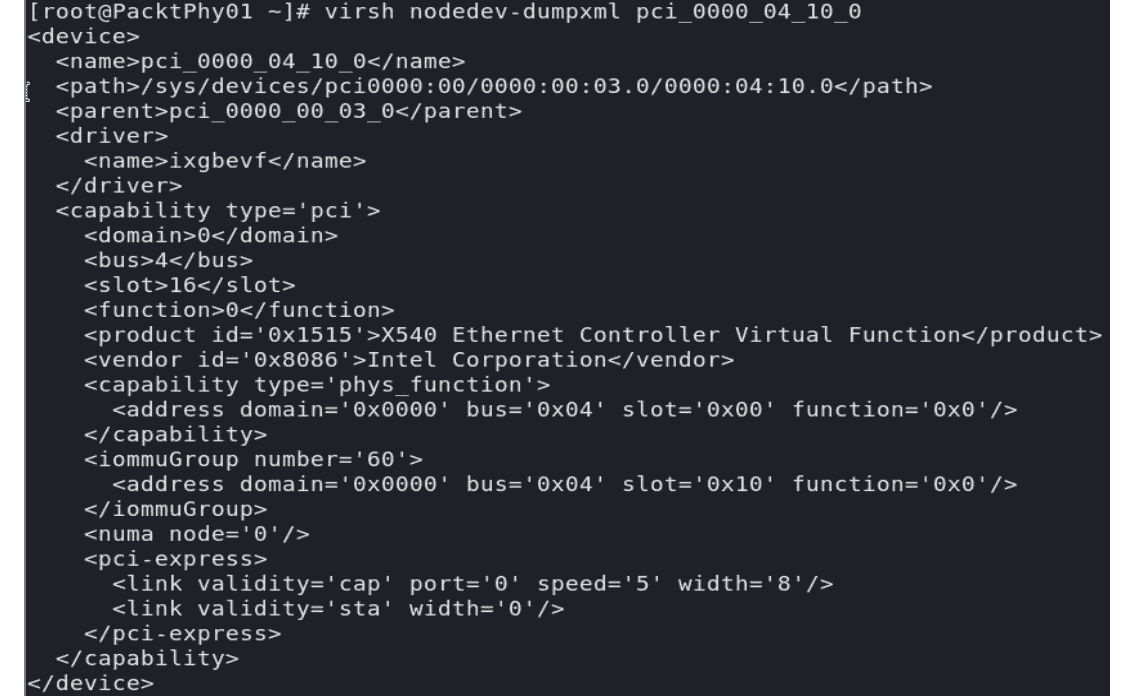 [root@PacktPhy01 ~]# virsh nodedev-dumpxml pci_0000_04_10_0
<device>
  <name>pci_0000_04_10_0</name>
  <path>/sys/devices/pci0000:00/0000:00:03.0/0000:04:10.0</path>
  <parent>pci_0000_00_03_0</parent>
  <driver>
    <name>ixgbevf</name>
  </driver>
  <capability type='pci'>
    <domain>0</domain>
    <bus>4</bus>
    <slot>16</slot>
    <function>0</function>
    <product id='0x1515'>X540 Ethernet Controller Virtual Function</product>
    <vendor id='0x8086'>Intel Corporation</vendor>
    <capability type='phys_function'>
      <address domain='0x0000' bus='0x04' slot='0x00' function='0x0'/>
    </capability>
    <iommuGroup number='60'>
      <address domain='0x0000' bus='0x04' slot='0x10' function='0x0'/>
    </iommuGroup>
    <numa node='0'/>
    <pci-express>
      <link validity='cap' port='0' speed='5' width='8'/>
      <link validity='sta' width='0'/>
    </pci-express>
  </capability>
</device>